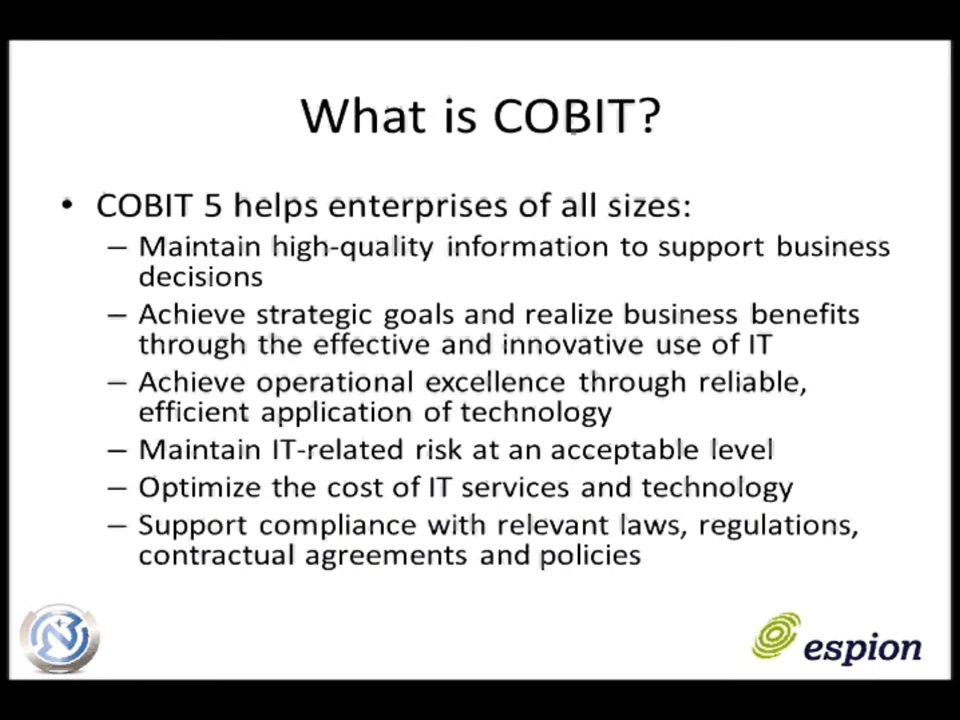 What is COBIT?
• COBIT 5 helps enterprises of all sizes:
– Maintain high-quality information to support business
decisions
– Achieve strategic goals and realize business benefits
through the effective and innovative use of IT
– Achieve operational excellence through reliable,
efficient application of technology
– Maintain IT-related risk at an acceptable level
– Optimize the cost of IT services and technology
– Support compliance with relevant laws, regulations,
contractual agreements and policies
espion